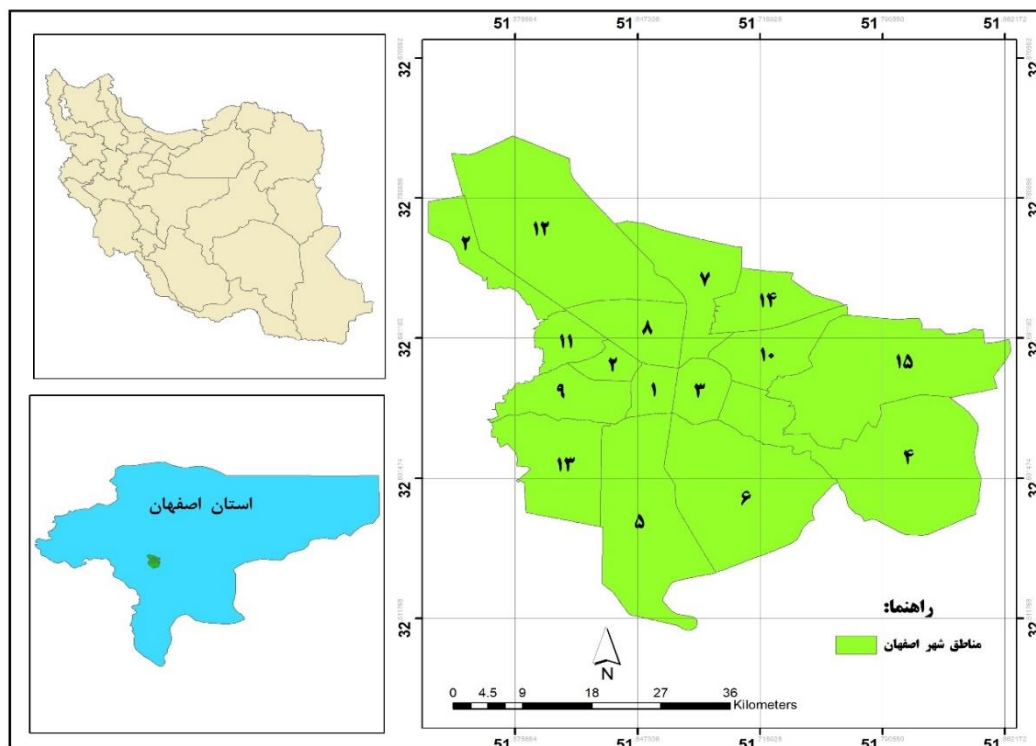 51 51 51 51 51
32 32
32 32
32 32
32 32
32 32
۱۲
۲
۷
۱۴
۸
۱۱
۲
۱۰
۱۵
۹
۱
۳
۴
۱۳
۶
۵
استان اصفهان
راهنما:
مناطق شهر اصفهان
N
0 4.5 9 18 27 36
Kilometers
51 51 51 51 51